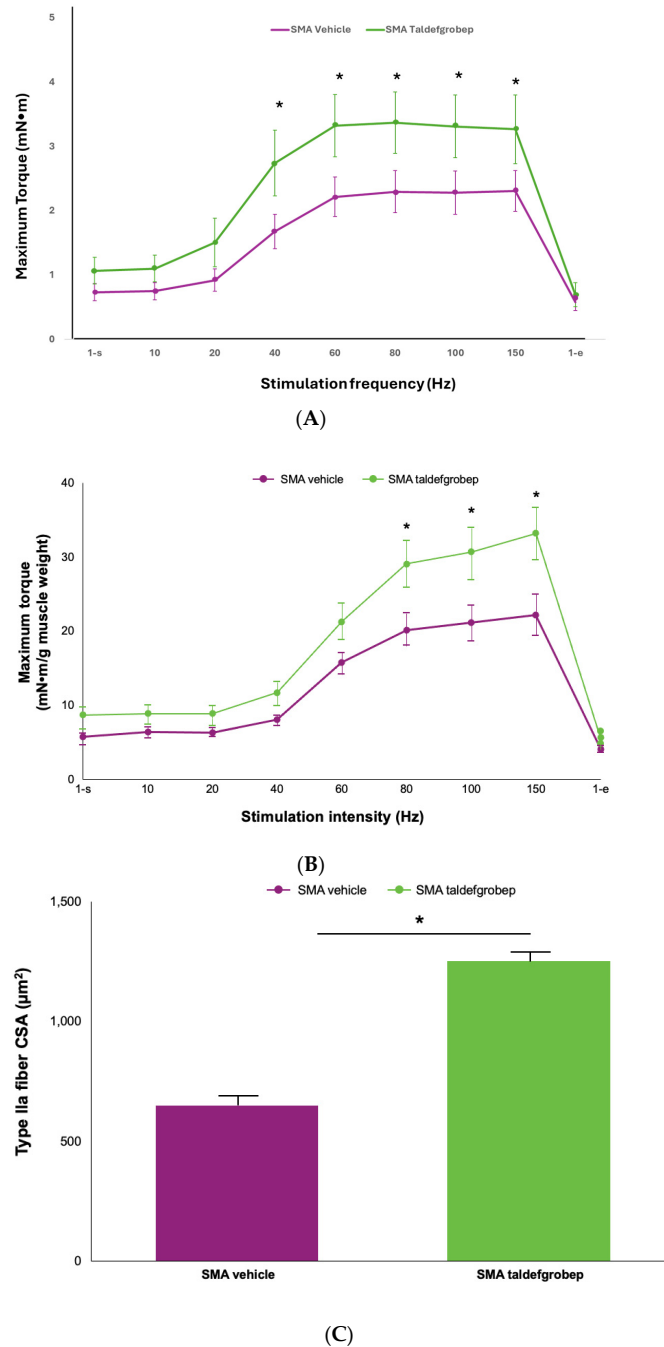 5
SMA Vehicle
SMA Taldefgrobep
4
*
*
*
*
*
3
2
1
0
Maximum Torque (mN•m)
1-s
10
20
40
60
80
100
150
1-e
Stimulation frequency (Hz)
(A)
40
SMA vehicle
SMA taldefgrobep
*
*
*
30
20
10
0
Maximum torque
(mN•m/g muscle weight)
1-s
10
20
40
60
80
100
150
1-e
Stimulation intensity (Hz)
(B)
SMA vehicle
SMA taldefgrobep
1,500
*
1,000
500
0
Type IIa fiber CSA (µm²)
SMA vehicle
SMA taldefgrobep
(C)